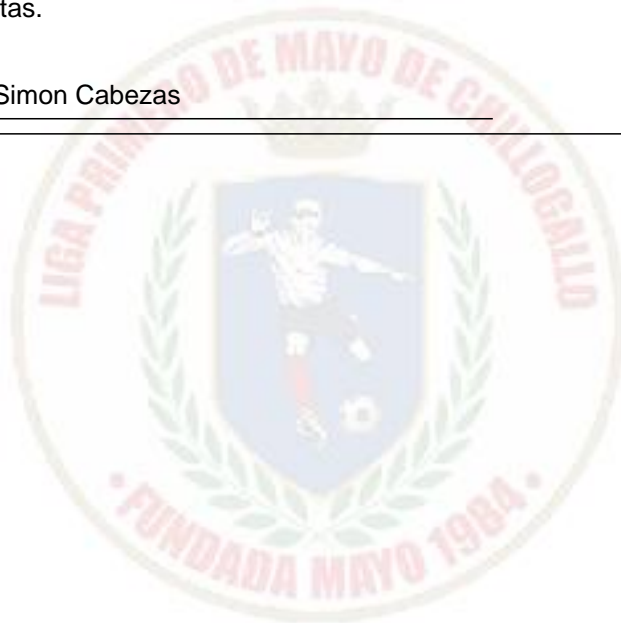 tas.
Simon Cabezas
LIGA PRIMERO DE MAYO DE CHILLOGALLO
• FUNDADA MAYO 1984 •